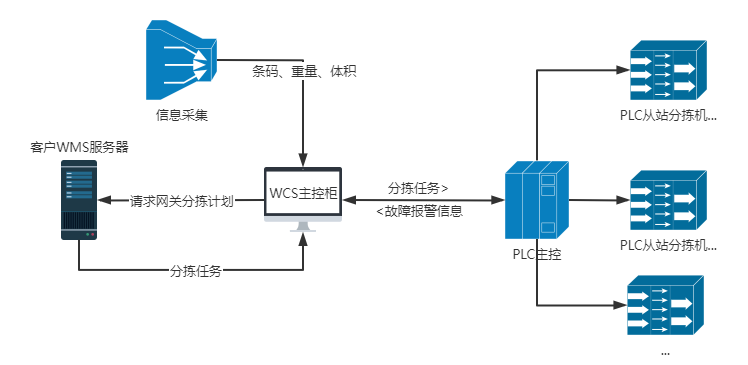 条码、重量、体积
信息采集
PLC从站分拣机...
客户WMS服务器
WCS主控柜
请求网关分拣计划
分拣任务>
<故障报警信息
PLC主控
PLC从站分拣机...
分拣任务
...